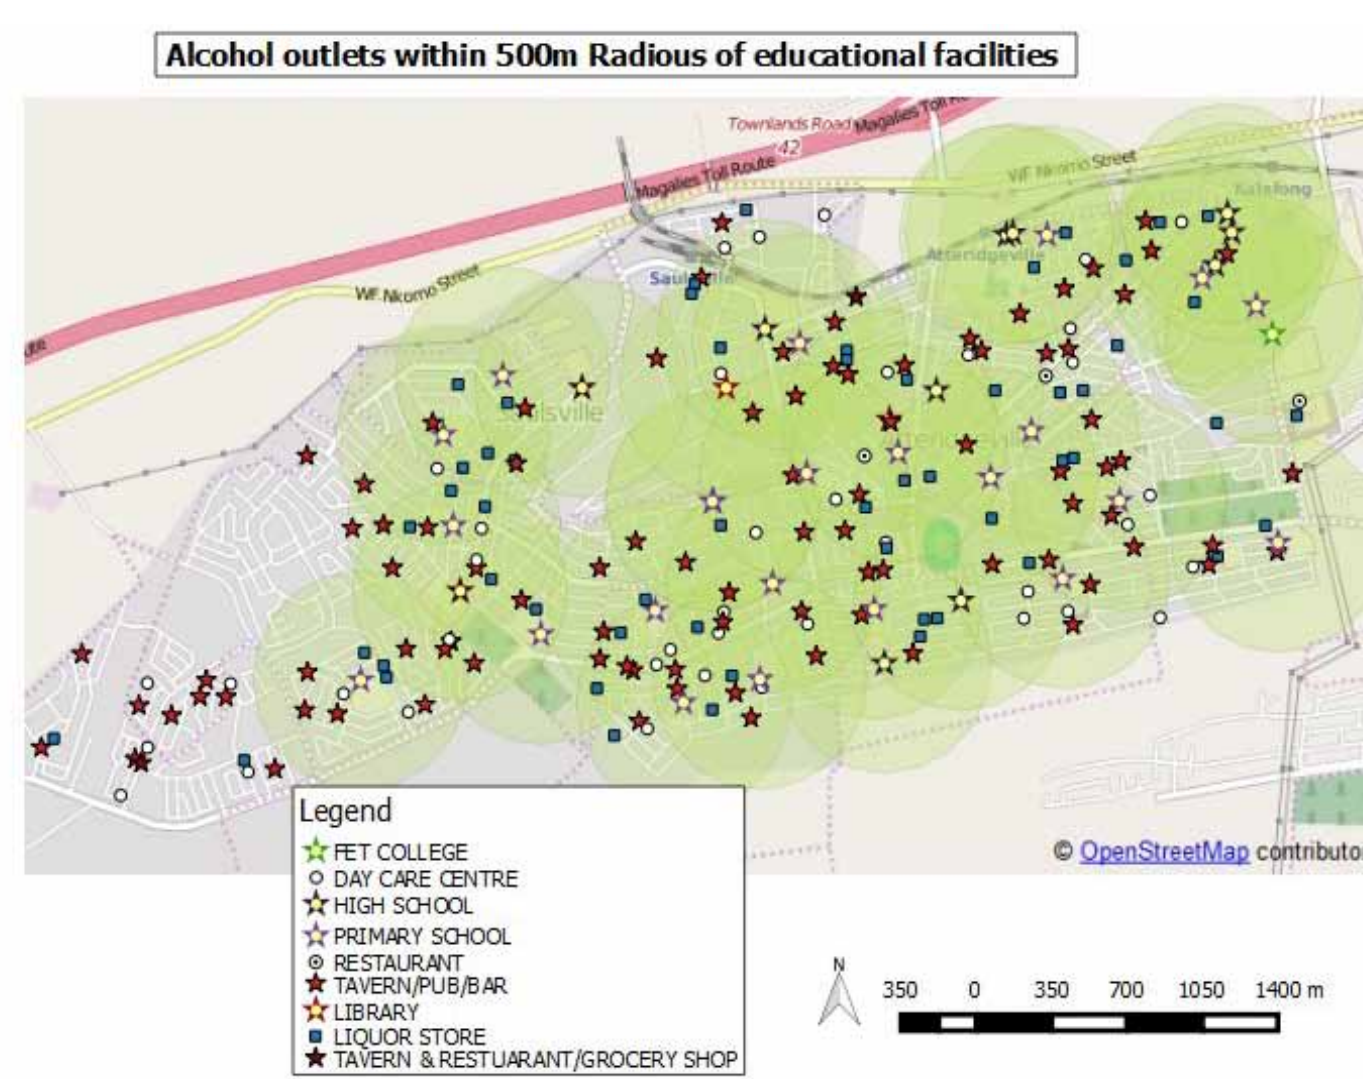 Alcohol outlets within 500m Radious of educational facilities
Townlands Road
Magalies Toll
42
Magalies Toll Route
WF Nkomo Street
Kalafong
Atteridgeville
WF Nkomo Street
Saulsville
Atteridgeville
© OpenStreetMap contributo
Legend
FET COLLEGE
DAY CARE CENTRE
HIGH SCHOOL
PRIMARY SCHOOL
RESTAURANT
TAVERN/PUB/BAR
LIBRARY
LIQUOR STORE
TAVERN & RESTUARANT/GROCERY SHOP
N
350 0 350 700 1050 1400 m